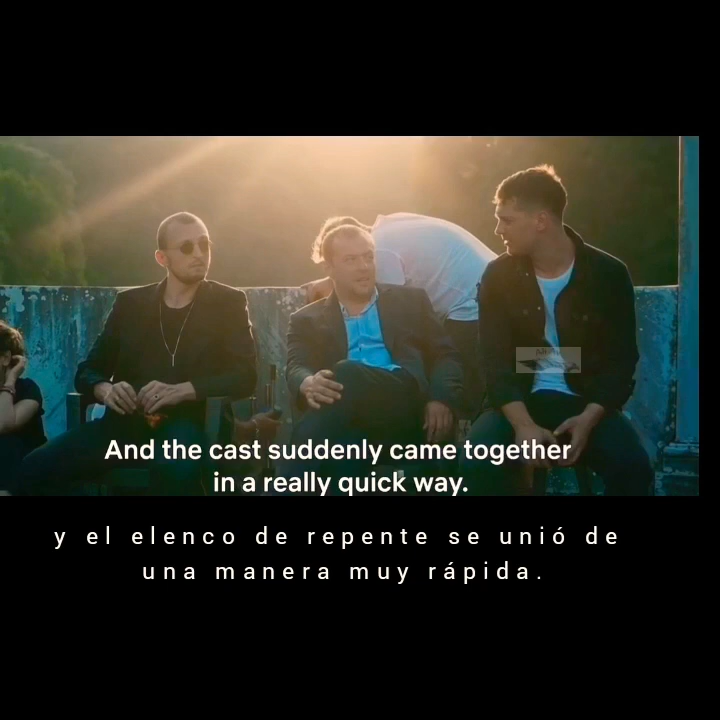 And the cast suddenly came together
in a really quick way.
y el elenco de repente se unió de
una manera muy rápida.